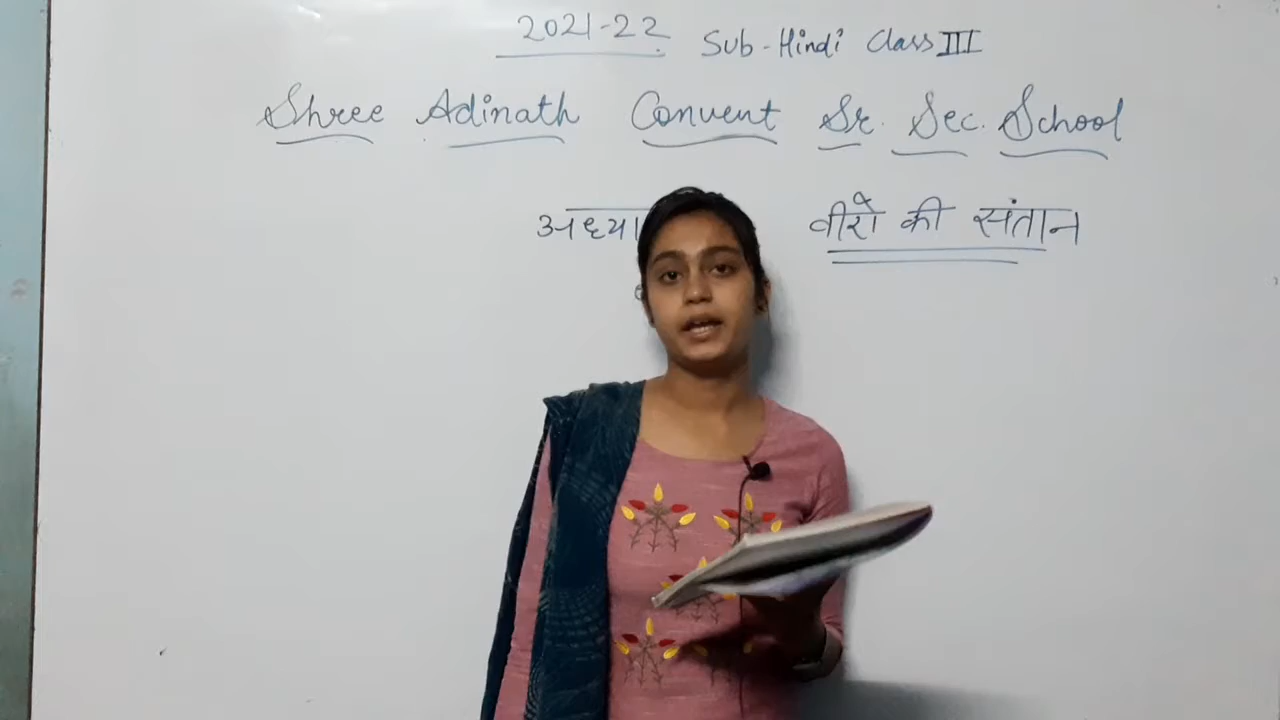 2021-22 Sub-Hindi Class III
Shree Adinath Convent Sr. Sec. School
वीरों की संतान